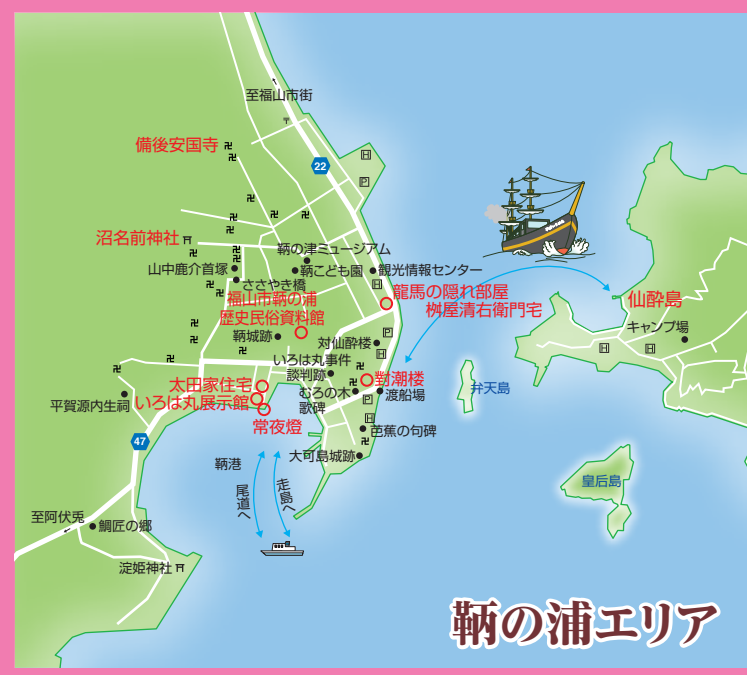 至福山市街
〒
備後安国寺
22
H
P
沼名前神社
鞆の津ミュージアム
山中鹿介首塚
鞆こども園
観光情報センター
ささやき橋
H
龍馬の隠れ部屋
桝屋清右衛門宅
福山市鞆の浦
歴史民俗資料館
仙酔島
キャンプ場
鞆城跡
対仙酔楼
P
H
H
H
いろは丸事件
談判跡
對潮楼
太田家住宅
弁天島
むろの木
歌碑
渡船場
いろは丸展示館
平賀源内生祠
P
H
常夜燈
芭蕉の句碑
47
鞆港
大可島城跡
尾道へ
走島へ
皇后島
至阿伏兎
鯛匠の郷
淀姫神社
鞆の浦エリア